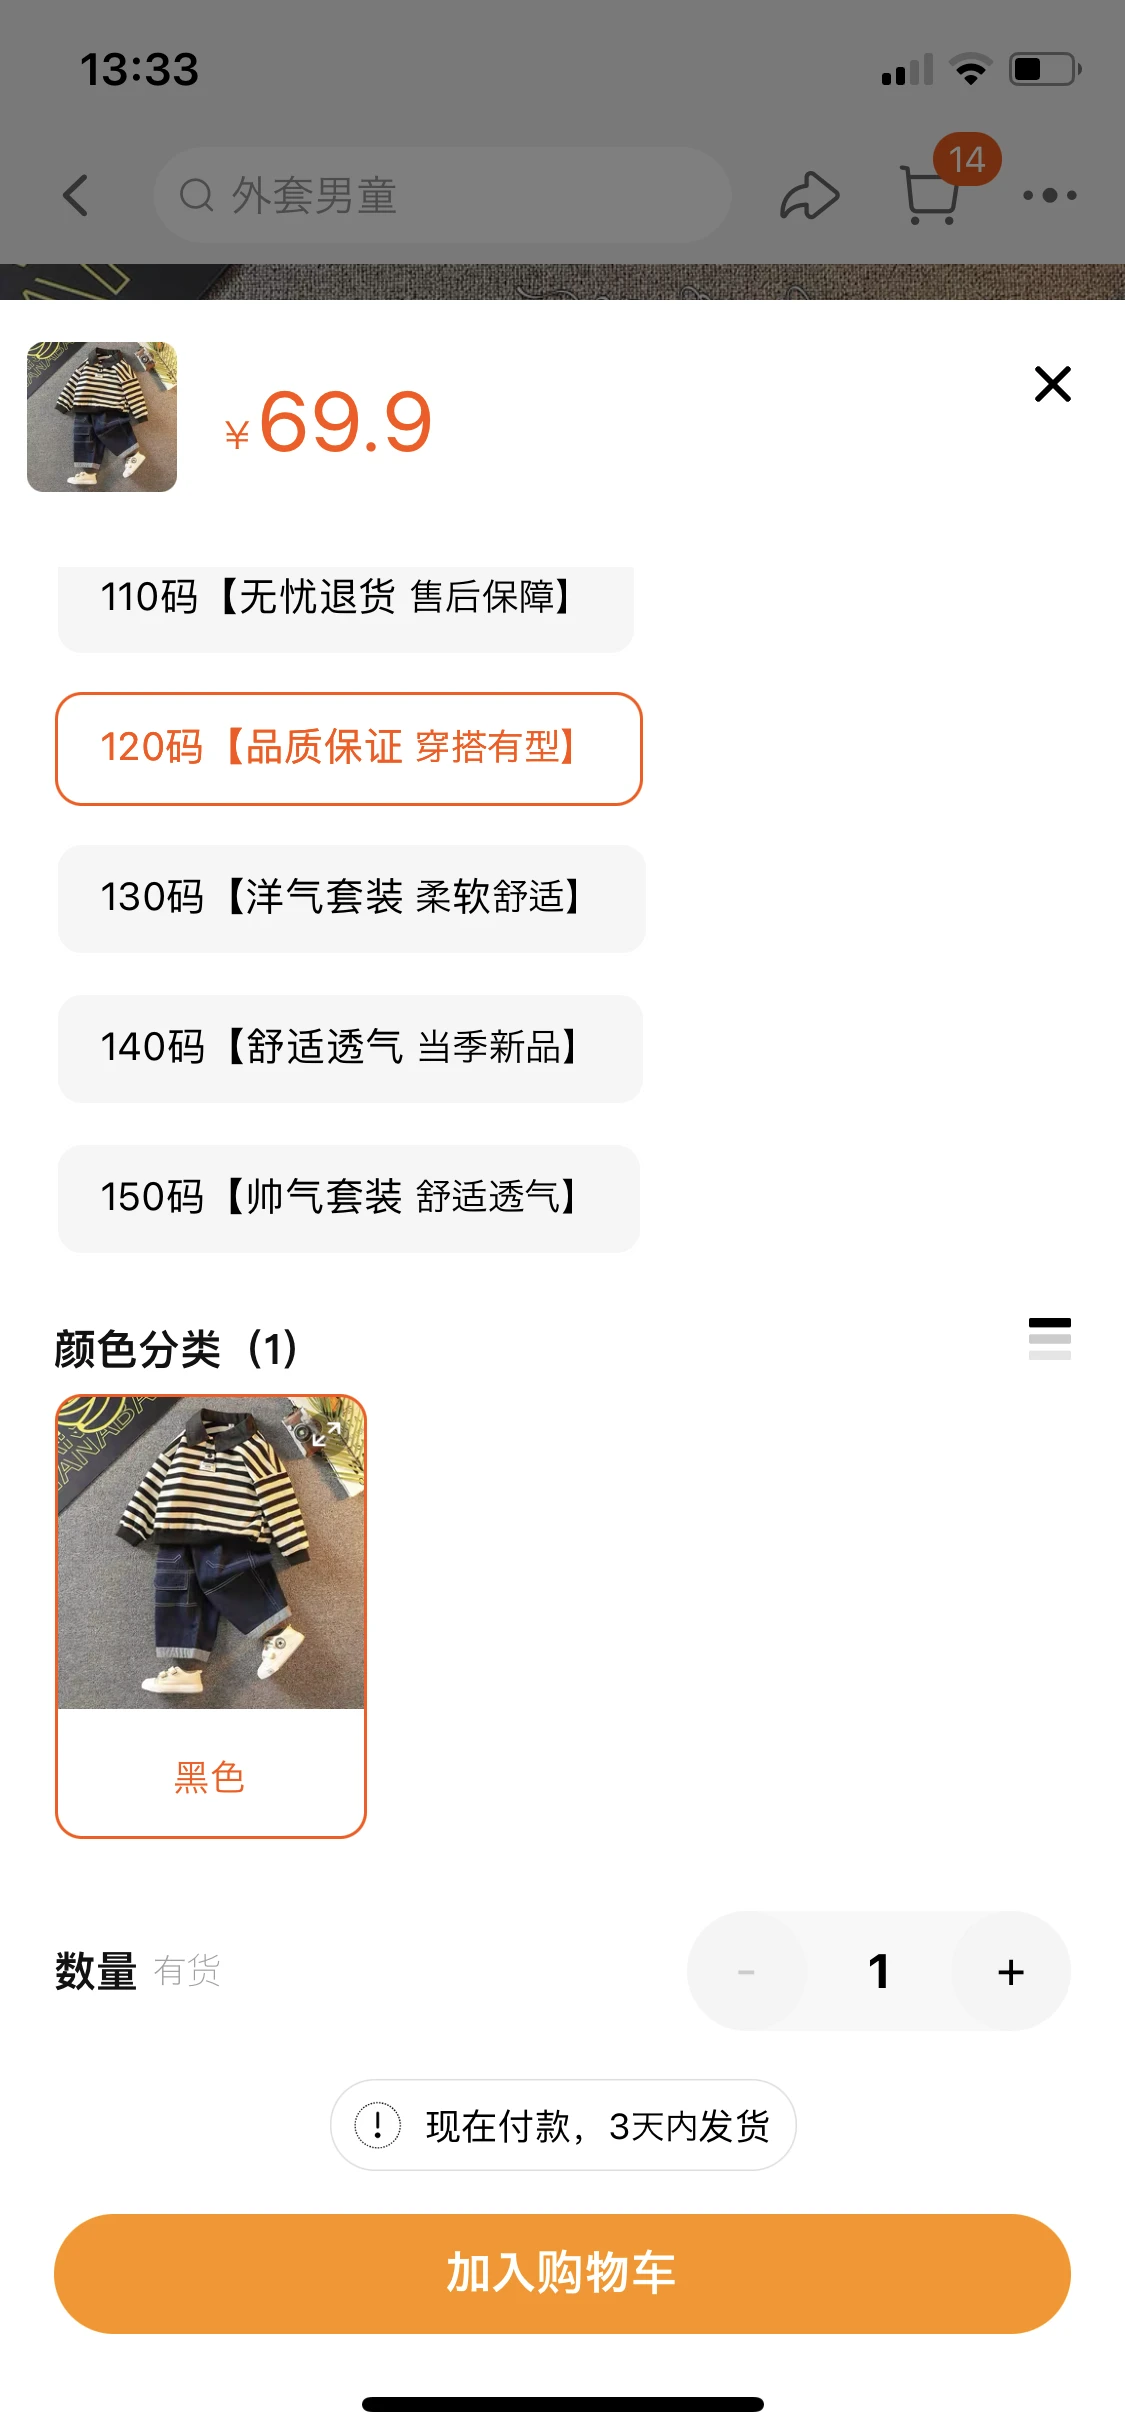 13:33
外套男童
14
¥69.9
110码【无忧退货 售后保障】
120码【品质保证 穿搭有型】
130码【洋气套装 柔软舒适】
140码【舒适透气 当季新品】
150码【帅气套装 舒适透气】
颜色分类（1）
黑色
数量 有货
- 1 +
现在付款，3天内发货
加入购物车